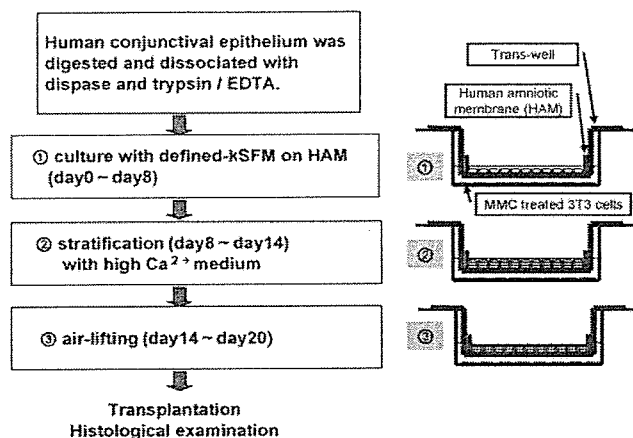 Human conjunctival epithelium was
digested and dissociated with
dispase and trypsin / EDTA.
① culture with defined-kSFM on HAM
(day0 ~ day8)
② stratification (day8 ~ day14)
with high Ca²⁺ medium
③ air-lifting (day14 ~ day20)
Transplantation
Histological examination
Trans-well
Human amniotic
membrane (HAM)
①
MMC treated 3T3 cells
②
③